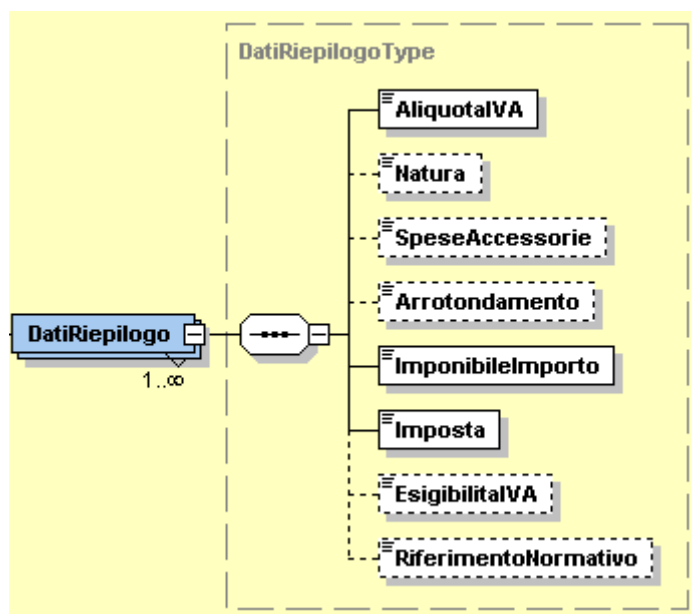 DatiRiepilogoType
AliquotaIVA
Natura
SpeseAccessorie
Arrotondamento
DatiRiepilogo
1..∞
ImponibileImporto
Imposta
EsigibilitaIVA
RiferimentoNormativo